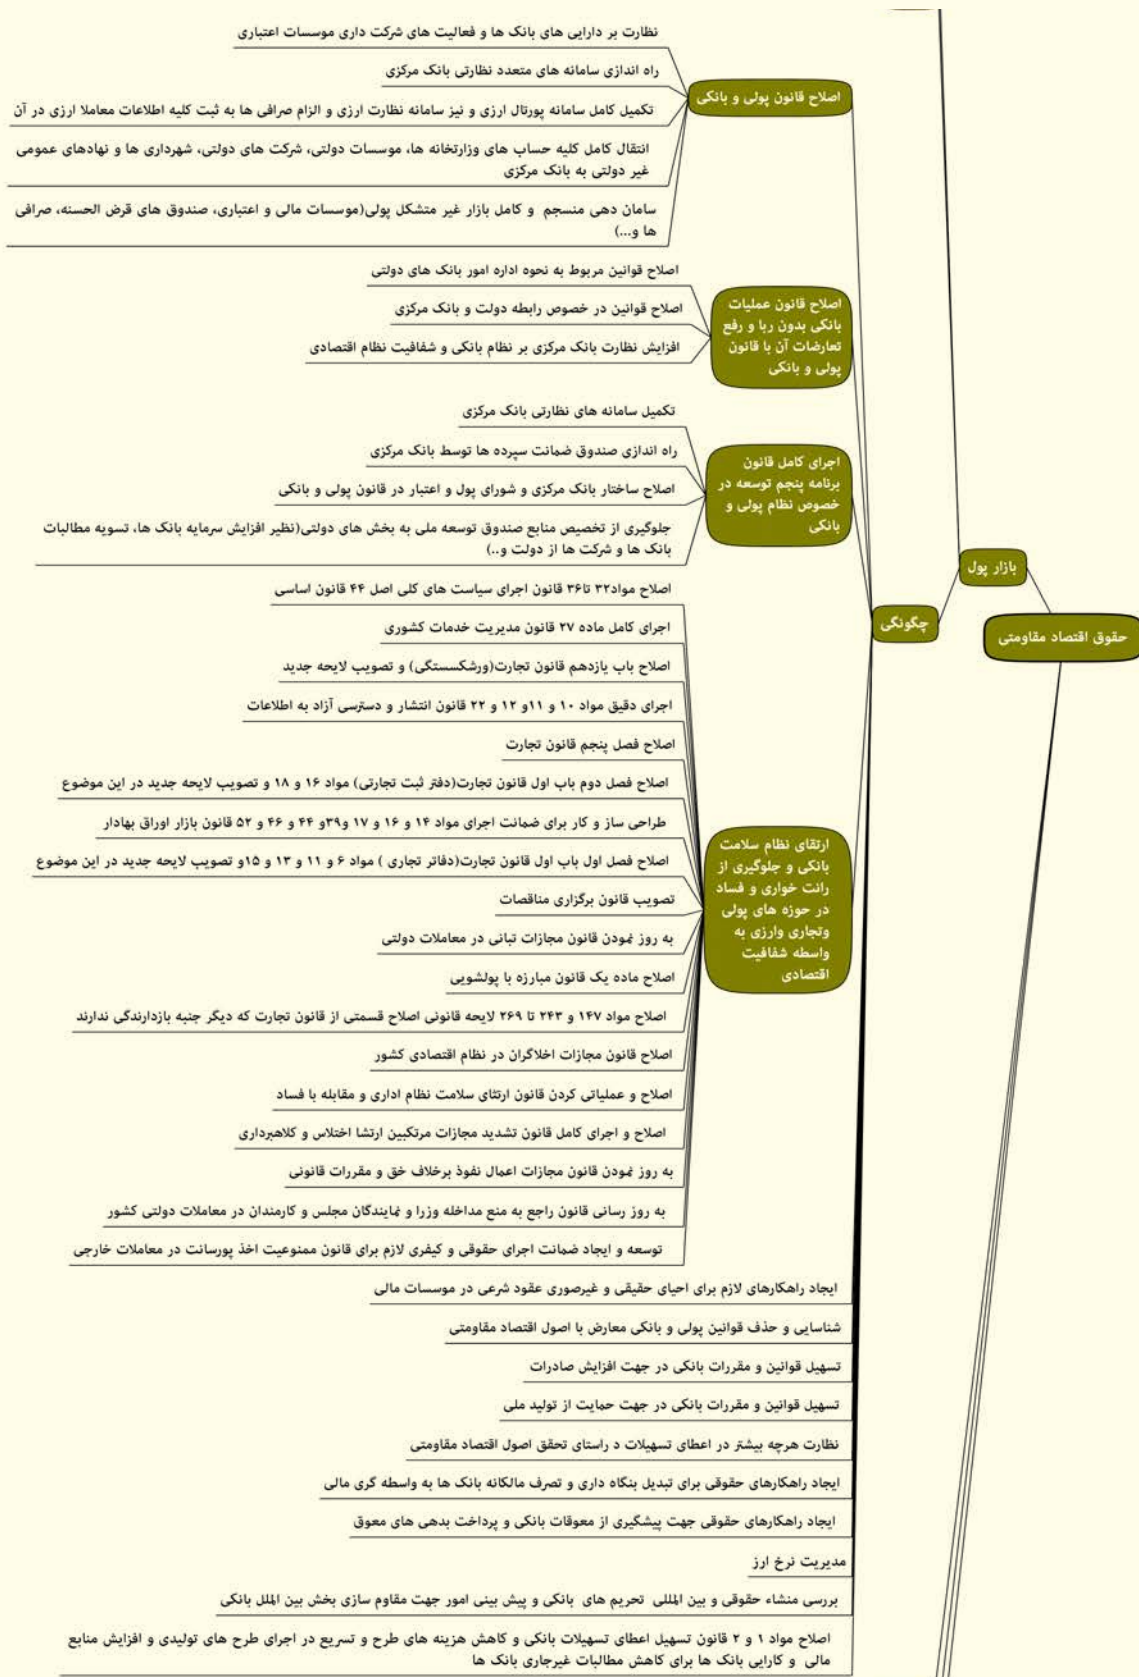 حقوق اقتصاد مقاومتی
بازار پول
چگونگی
اصلاح قانون پولی و بانکی
نظارت بر دارایی های بانک ها و فعالیت های شرکت داری موسسات اعتباری
راه اندازی سامانه های متعدد نظارتی بانک مرکزی
تکمیل کامل سامانه پورتال ارزی و نیز سامانه نظارت ارزی و الزام صرافی ها به ثبت کلیه اطلاعات معاملا ارزی در آن
انتقال کامل کلیه حساب های وزارتخانه ها، موسسات دولتی، شرکت های دولتی، شهرداری ها و نهادهای عمومی
غیر دولتی به بانک مرکزی
سامان دهی منسجم و کامل بازار غیر متشکل پولی(موسسات مالی و اعتباری، صندوق های قرض الحسنه، صرافی
ها و...)
اصلاح قانون عملیات
بانکی بدون ربا و رفع
تعارضات آن با قانون
پولی و بانکی
اصلاح قوانین مربوط به نحوه اداره امور بانک های دولتی
اصلاح قوانین در خصوص رابطه دولت و بانک مرکزی
افزایش نظارت بانک مرکزی بر نظام بانکی و شفافیت نظام اقتصادی
اجرای کامل قانون
برنامه پنجم توسعه در
خصوص نظام پولی و
بانکی
تکمیل سامانه های نظارتی بانک مرکزی
راه اندازی صندوق ضمانت سپرده ها توسط بانک مرکزی
اصلاح ساختار بانک مرکزی و شورای پول و اعتبار در قانون پولی و بانکی
جلوگیری از تخصیص منابع صندوق توسعه ملی به بخش های دولتی(نظیر افزایش سرمایه بانک ها، تسویه مطالبات
بانک ها و شرکت ها از دولت و..)
ارتقای نظام سلامت
بانکی و جلوگیری از
رانت خواری و فساد
در حوزه های پولی
وتجاری وارزی به
واسطه شفافیت
اقتصادی
اصلاح مواد۳۲ تا۳۶ قانون اجرای سیاست های کلی اصل ۴۴ قانون اساسی
اجرای کامل ماده ۲۷ قانون مدیریت خدمات کشوری
اصلاح باب یازدهم قانون تجارت(ورشکسستگی) و تصویب لایحه جدید
اجرای دقیق مواد ۱۰ و ۱۱و ۱۲ و ۲۲ قانون انتشار و دسترسی آزاد به اطلاعات
اصلاح فصل پنجم قانون تجارت
اصلاح فصل دوم باب اول قانون تجارت(دفتر ثبت تجارتی) مواد ۱۶ و ۱۸ و تصویب لایحه جدید در این موضوع
طراحی ساز و کار برای ضمانت اجرای مواد ۱۴ و ۱۶ و ۱۷ و۳۹و ۴۴ و ۴۶ و ۵۲ قانون بازار اوراق بهادار
اصلاح فصل اول باب اول قانون تجارت(دفاتر تجاری ) مواد ۶ و ۱۱ و ۱۳ و ۱۵و تصویب لایحه جدید در این موضوع
تصویب قانون برگزاری مناقصات
به روز نمودن قانون مجازات تبانی در معاملات دولتی
اصلاح ماده یک قانون مبارزه با پولشویی
اصلاح مواد ۱۴۷ و ۲۴۳ تا ۲۶۹ لایحه قانونی اصلاح قسمتی از قانون تجارت که دیگر جنبه بازدارندگی ندارند
اصلاح قانون مجازات اخلاگران در نظام اقتصادی کشور
اصلاح و عملیاتی کردن قانون ارتثای سلامت نظام اداری و مقابله با فساد
اصلاح و اجرای کامل قانون تشدید مجازات مرتکبین ارتشا اختلاس و کلاهبرداری
به روز نمودن قانون مجازات اعمال نفوذ برخلاف خق و مقررات قانونی
به روز رسانی قانون راجع به منع مداخله وزرا و نمایندگان مجلس و کارمندان در معاملات دولتی کشور
توسعه و ایجاد ضمانت اجرای حقوقی و کیفری لازم برای قانون ممنوعیت اخذ پورسانت در معاملات خارجی
ایجاد راهکارهای لازم برای احیای حقیقی و غیرصوری عقود شرعی در موسسات مالی
شناسایی و حذف قوانین پولی و بانکی معارض با اصول اقتصاد مقاومتی
تسهیل قوانین و مقررات بانکی در جهت افزایش صادرات
تسهیل قوانین و مقررات بانکی در جهت حمایت از تولید ملی
نظارت هرچه بیشتر در اعطای تسهیلات د راستای تحقق اصول اقتصاد مقاومتی
ایجاد راهکارهای حقوقی برای تبدیل بنگاه داری و تصرف مالکانه بانک ها به واسطه گری مالی
ایجاد راهکارهای حقوقی جهت پیشگیری از معوقات بانکی و پرداخت بدهی های معوق
مدیریت نرخ ارز
بررسی منشاء حقوقی و بین المللی تحریم های بانکی و پیش بینی امور جهت مقاوم سازی بخش بین الملل بانکی
اصلاح مواد ۱ و ۲ قانون تسهیل اعطای تسهیلات بانکی و کاهش هزینه های طرح و تسریع در اجرای طرح های تولیدی و افزایش منابع
مالی و کارایی بانک ها برای کاهش مطالبات غیرجاری بانک ها